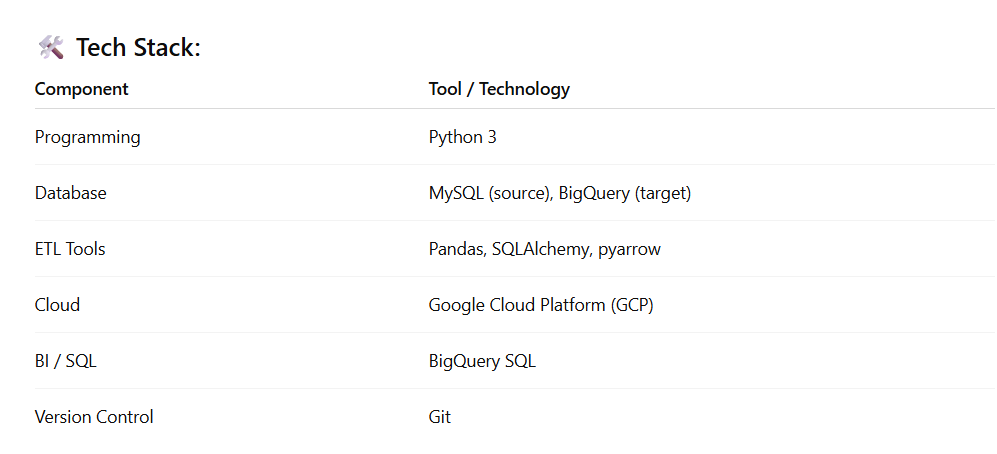 🛠 Tech Stack:
Component Tool / Technology
Programming Python 3
Database MySQL (source), BigQuery (target)
ETL Tools Pandas, SQLAlchemy, pyarrow
Cloud Google Cloud Platform (GCP)
BI / SQL BigQuery SQL
Version Control Git